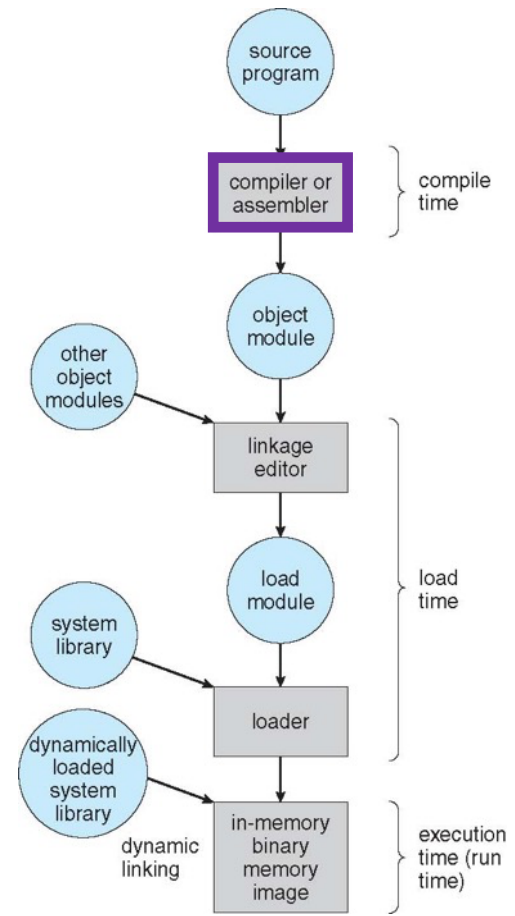 source
program
compiler or
assembler
compile
time
object
module
other
object
modules
linkage
editor
load
module
load
time
system
library
loader
dynamically
loaded
system
library
dynamic
linking
in-memory
binary
memory
image
execution
time (run
time)